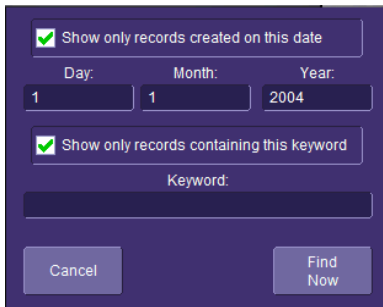 Show only records created on this date
Day: Month: Year:
1 1 2004
Show only records containing this keyword
Keyword:
Cancel
Find
Now